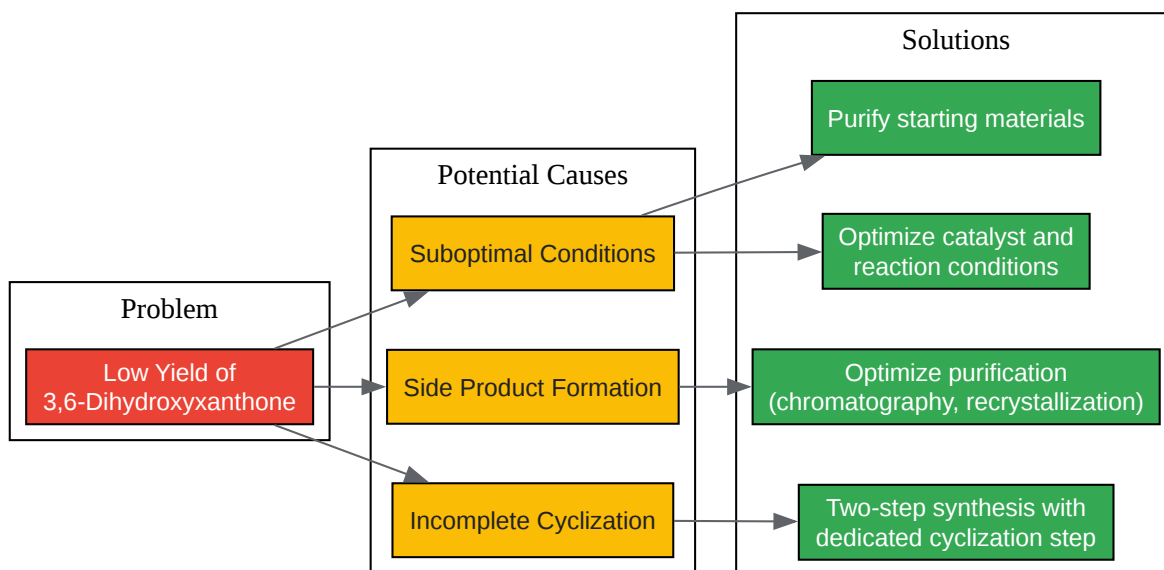 Problem
Low Yield of
3,6-Dihydroxyxanthone
Potential Causes
Suboptimal Conditions
Side Product Formation
Incomplete Cyclization
Solutions
Purify starting materials
Optimize catalyst and
reaction conditions
Optimize purification
(chromatography, recrystallization)
Two-step synthesis with
dedicated cyclization step